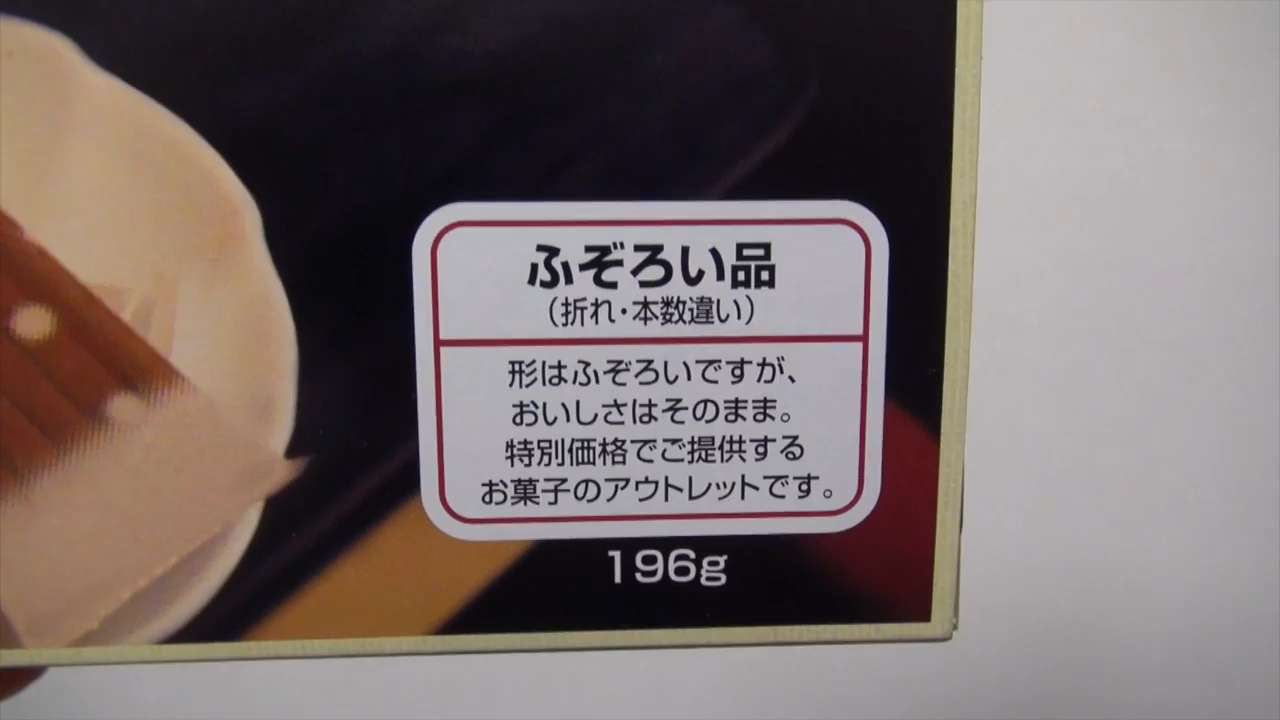 ふぞろい品
(折れ・本数違い)
形はふぞろいですが、
おいしさはそのまま。
特別価格でご提供する
お菓子のアウトレットです。
196g